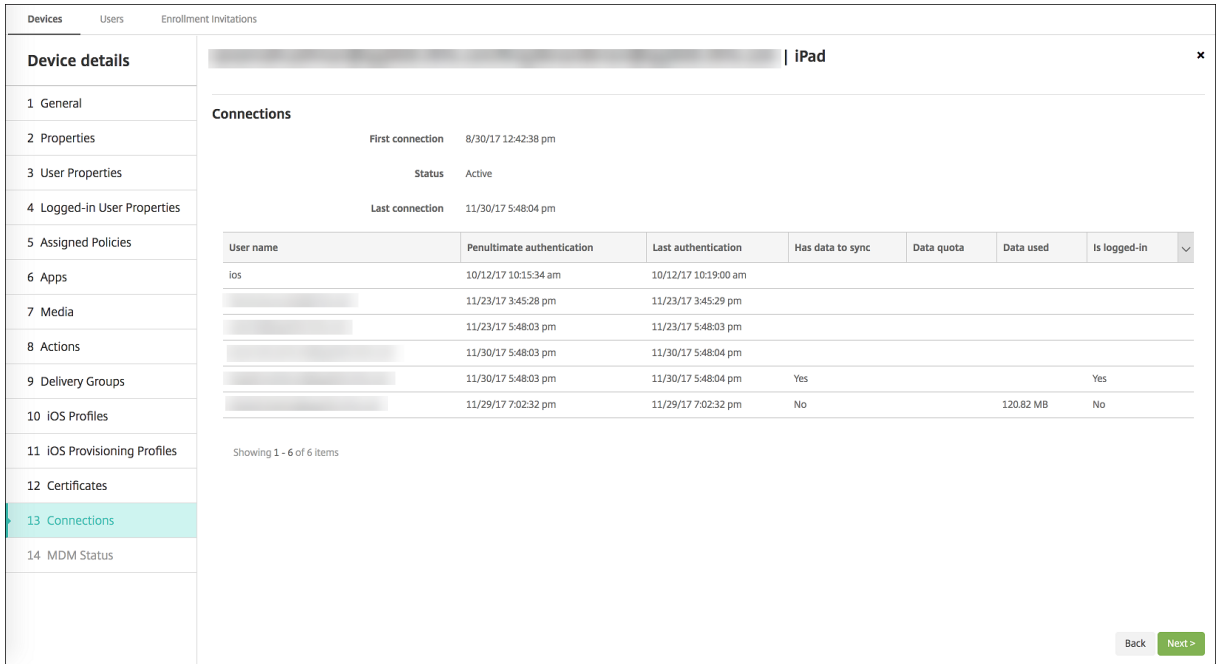 Devices Users Enrollment Invitations
Device details
| iPad
×
1 General
2 Properties
3 User Properties
4 Logged-in User Properties
5 Assigned Policies
6 Apps
7 Media
8 Actions
9 Delivery Groups
10 iOS Profiles
11 iOS Provisioning Profiles
12 Certificates
13 Connections
14 MDM Status
Connections
First connection 8/30/17 12:42:38 pm
Status Active
Last connection 11/30/17 5:48:04 pm
User name Penultimate authentication Last authentication Has data to sync Data quota Data used Is logged-in
ios 10/12/17 10:15:34 am 10/12/17 10:19:00 am
11/23/17 3:45:28 pm 11/23/17 3:45:29 pm
11/23/17 5:48:03 pm 11/23/17 5:48:03 pm
11/30/17 5:48:03 pm 11/30/17 5:48:04 pm
11/30/17 5:48:03 pm 11/30/17 5:48:04 pm Yes Yes
11/29/17 7:02:32 pm 11/29/17 7:02:32 pm No 120.82 MB No
Showing 1 - 6 of 6 items
Back Next >